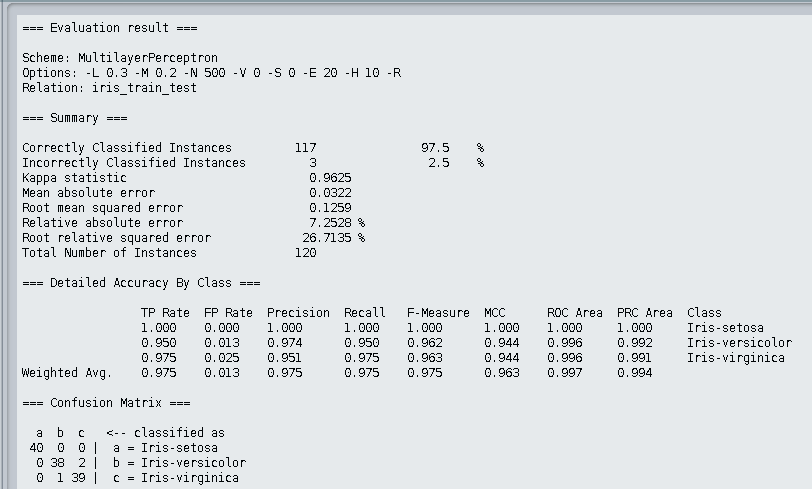 === Evaluation result ===
Scheme: MultilayerPerceptron
Options: -L 0.3 -M 0.2 -N 500 -V 0 -S 0 -E 20 -H 10 -R
Relation: iris_train_test
=== Summary ===
Correctly Classified Instances         117               97.5    %
Incorrectly Classified Instances         3                2.5    %
Kappa statistic                          0.9625
Mean absolute error                      0.0322
Root mean squared error                  0.1259
Relative absolute error                  7.2528 %
Root relative squared error             26.7135 %
Total Number of Instances              120
=== Detailed Accuracy By Class ===
                 TP Rate  FP Rate  Precision  Recall   F-Measure  MCC      ROC Area  PRC Area  Class
                 1.000    0.000    1.000      1.000    1.000      1.000    1.000     1.000     Iris-setosa
                 0.950    0.013    0.974      0.950    0.962      0.944    0.996     0.992     Iris-versicolor
                 0.975    0.025    0.951      0.975    0.963      0.944    0.996     0.991     Iris-virginica
Weighted Avg.    0.975    0.013    0.975      0.975    0.975      0.963    0.997     0.994
=== Confusion Matrix ===
  a  b  c   <-- classified as
 40  0  0 |  a = Iris-setosa
  0 38  2 |  b = Iris-versicolor
  0  1 39 |  c = Iris-virginica